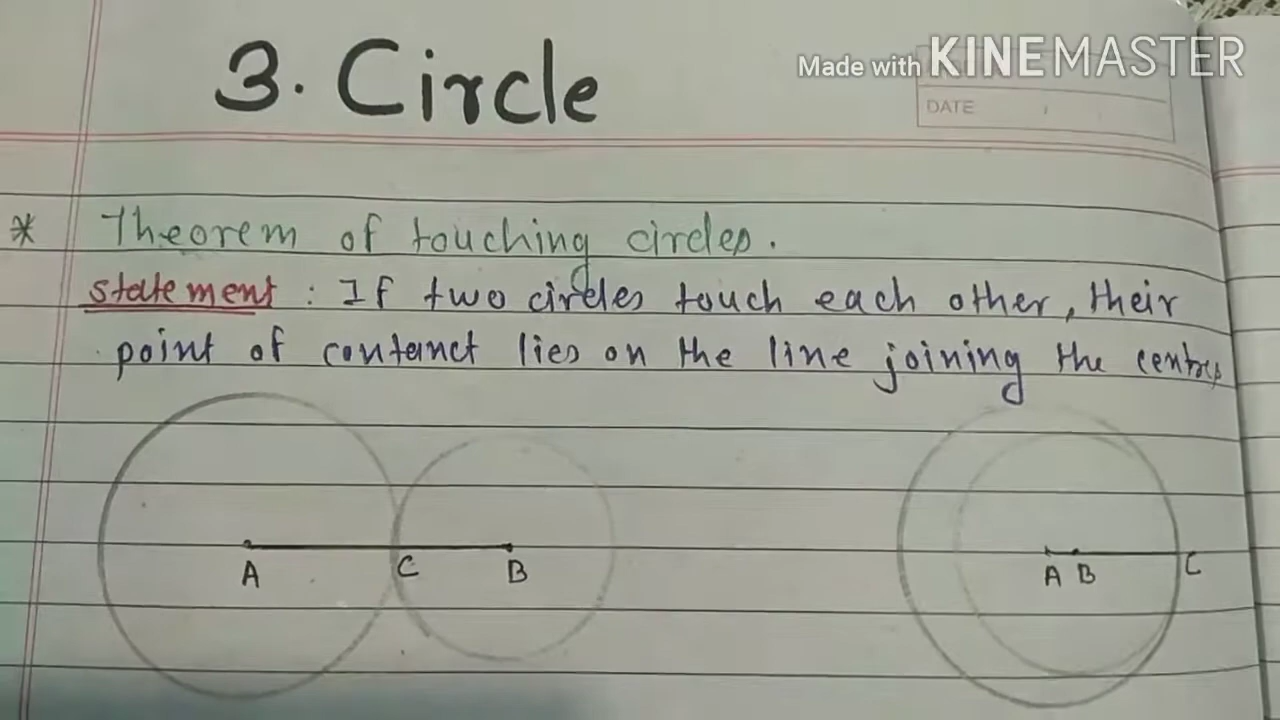 3. Circle
Made with KINEMASTER
DATE
* Theorem of touching circles.
statement : If two circles touch each other, their
point of contanct lies on the line joining the centres
A C B
A B C